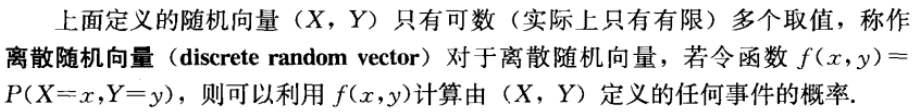 上面定义的随机向量（X，Y）只有可数（实际上只有有限）多个取值，称作
离散随机向量（discrete random vector）对于离散随机向量，若令函数 f(x,y)=
P(X=x,Y=y)，则可以利用 f(x,y)计算由（X，Y）定义的任何事件的概率.